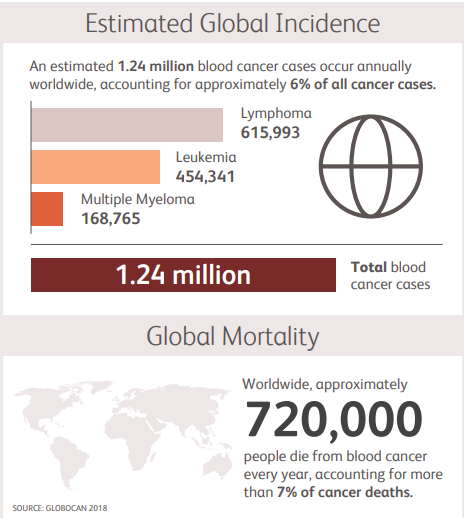 Estimated Global Incidence
An estimated 1.24 million blood cancer cases occur annually
worldwide, accounting for approximately 6% of all cancer cases.
Lymphoma
615,993
Leukemia
454,341
Multiple Myeloma
168,765
1.24 million
Total blood
cancer cases
Global Mortality
Worldwide, approximately
720,000
people die from blood cancer
every year, accounting for more
than 7% of cancer deaths.
SOURCE: GLOBOCAN 2018